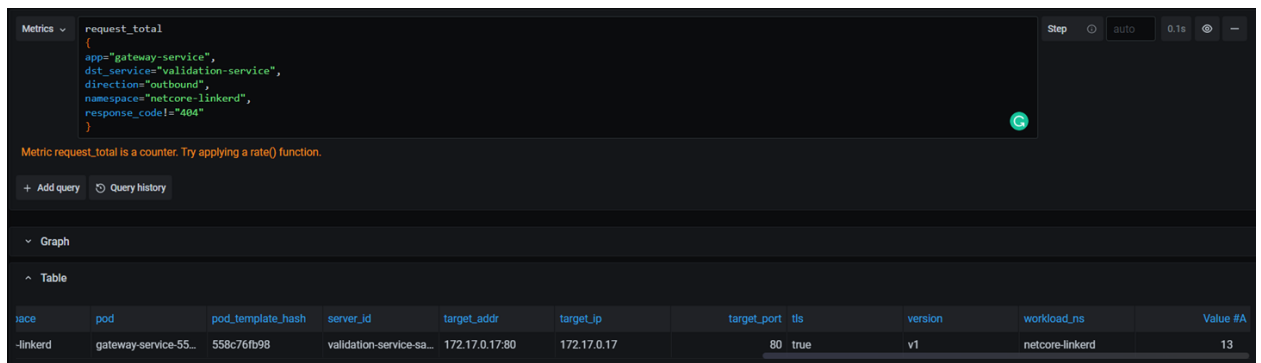 Metrics request_total Step auto 0.1s
{
app="gateway-service",
dst_service="validation-service",
direction="outbound",
namespace="netcore-linkerd",
response_code!="404"
}
Metric request_total is a counter. Try applying a rate() function.
+ Add query Query history
Graph
Table
pace pod pod_template_hash server_id target_addr target_ip target_port tls version workload_ns Value #A
-linkerd gateway-service-55... 558c76fb98 validation-service-sa... 172.17.0.17:80 172.17.0.17 80 true v1 netcore-linkerd 13